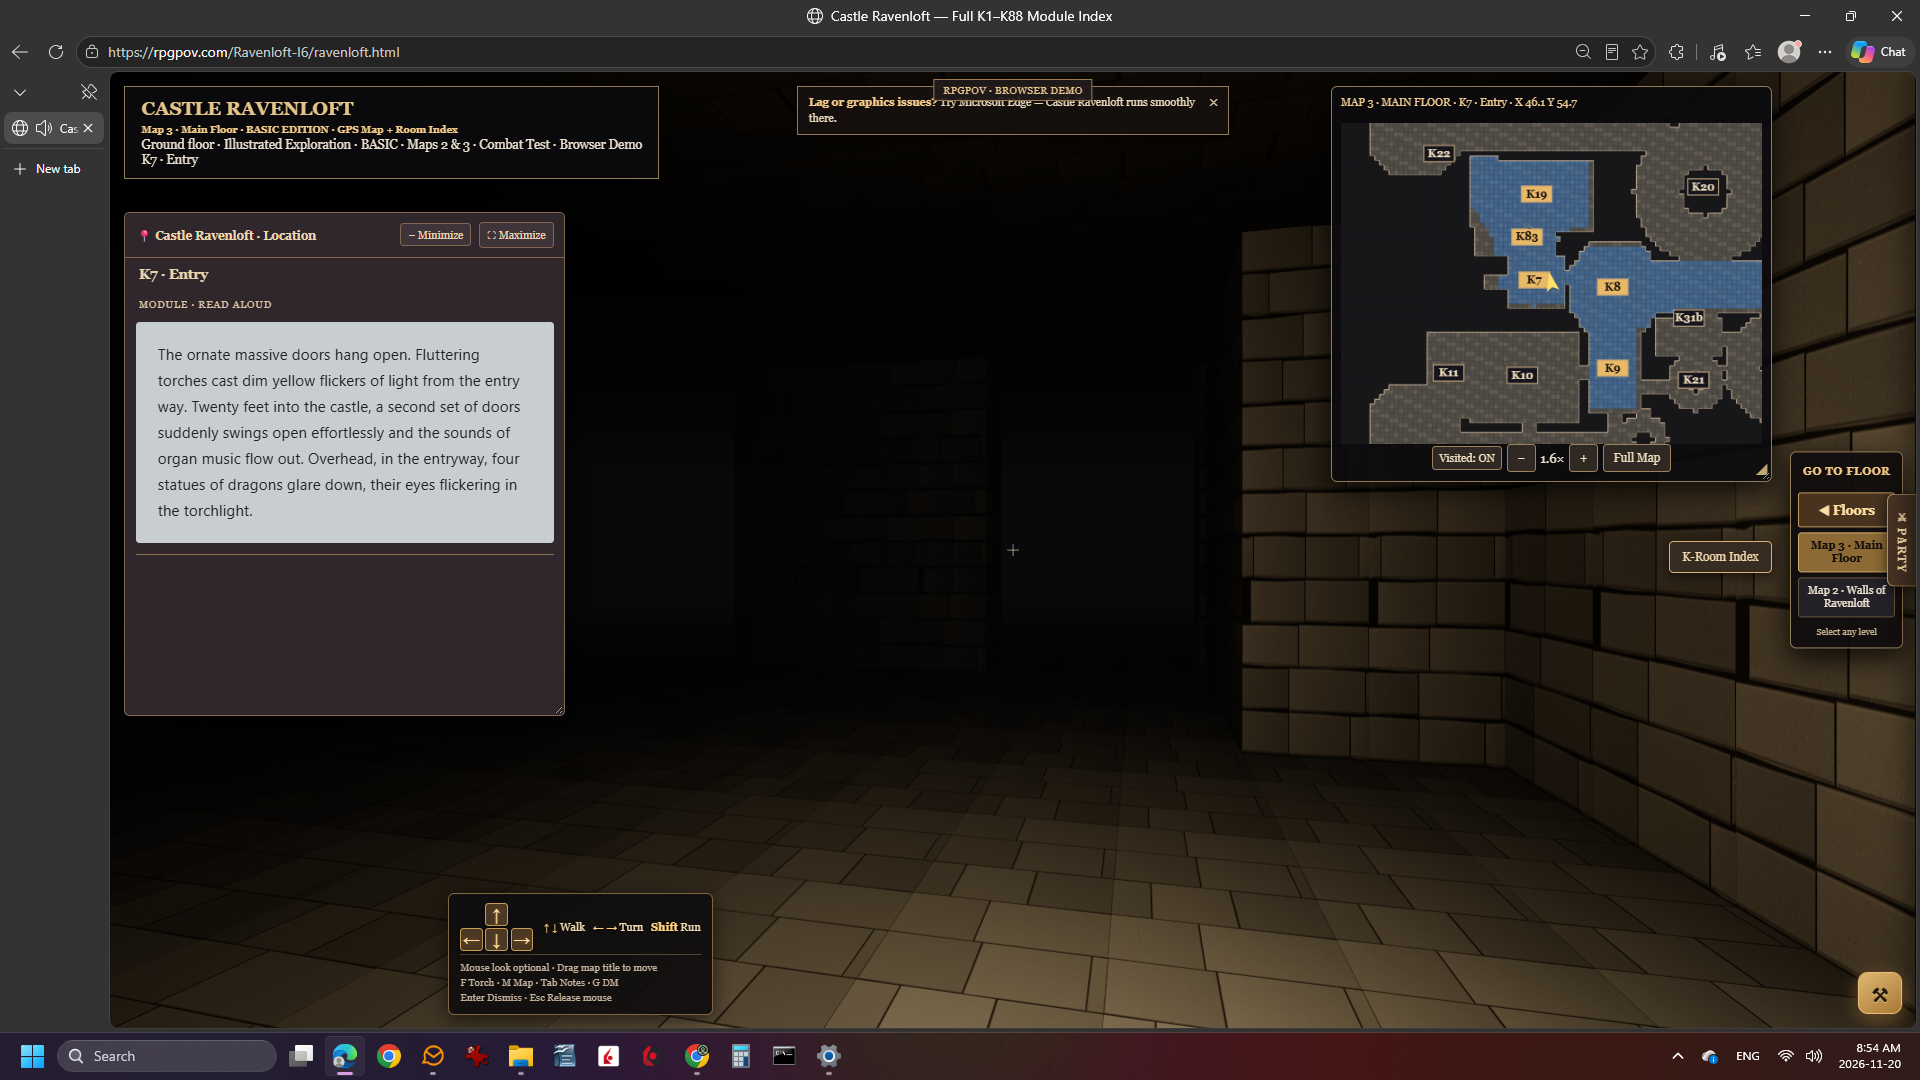 Castle Ravenloft — Full K1–K88 Module Index
https://rpgpov.com/Ravenloft-I6/ravenloft.html
Chat
Cas
New tab
CASTLE RAVENLOFT
Map 3 · Main Floor · BASIC EDITION · GPS Map + Room Index
Ground floor · Illustrated Exploration · BASIC · Maps 2 & 3 · Combat Test · Browser Demo
K7 · Entry
RPGPOV · BROWSER DEMO
Lag or graphics issues? Try Microsoft Edge — Castle Ravenloft runs smoothly
there.
MAP 3 · MAIN FLOOR · K7 · Entry · X 46.1 Y 54.7
K22
K19
K20
K83
K7
K8
K31b
K9
K11
K10
K21
Visited: ON
−
1.6×
+
Full Map
Castle Ravenloft · Location
– Minimize
Maximize
K7 · Entry
MODULE · READ ALOUD
The ornate massive doors hang open. Fluttering
torches cast dim yellow flickers of light from the entry
way. Twenty feet into the castle, a second set of doors
suddenly swings open effortlessly and the sounds of
organ music flow out. Overhead, in the entryway, four
statues of dragons glare down, their eyes flickering in
the torchlight.
GO TO FLOOR
◀ Floors
Map 3 · Main
Floor
Map 2 · Walls of
Ravenloft
Select any level
PARTY
K-Room Index
↑
← ↓ →
↑↓ Walk ←→ Turn Shift Run
Mouse look optional · Drag map title to move
F Torch · M Map · Tab Notes · G DM
Enter Dismiss · Esc Release mouse
Search
ENG
8:54 AM
2026-11-20